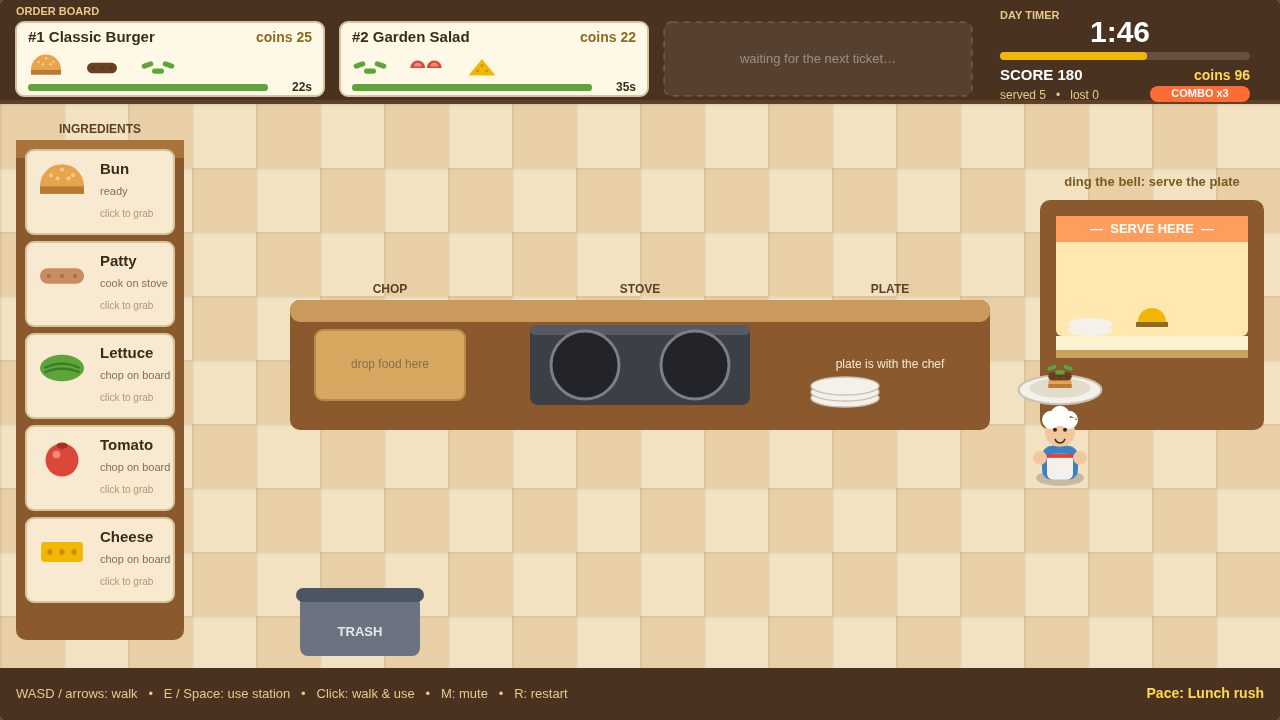 ORDER BOARD
#1 Classic Burger
coins 25
22s
#2 Garden Salad
coins 22
35s
waiting for the next ticket…
DAY TIMER
1:46
SCORE 180
coins 96
served 5 • lost 0
COMBO x3
INGREDIENTS
Bun
ready
click to grab
Patty
cook on stove
click to grab
Lettuce
chop on board
click to grab
Tomato
chop on board
click to grab
Cheese
chop on board
click to grab
CHOP
STOVE
PLATE
drop food here
plate is with the chef
ding the bell: serve the plate
— SERVE HERE —
TRASH
WASD / arrows: walk • E / Space: use station • Click: walk & use • M: mute • R: restart
Pace: Lunch rush